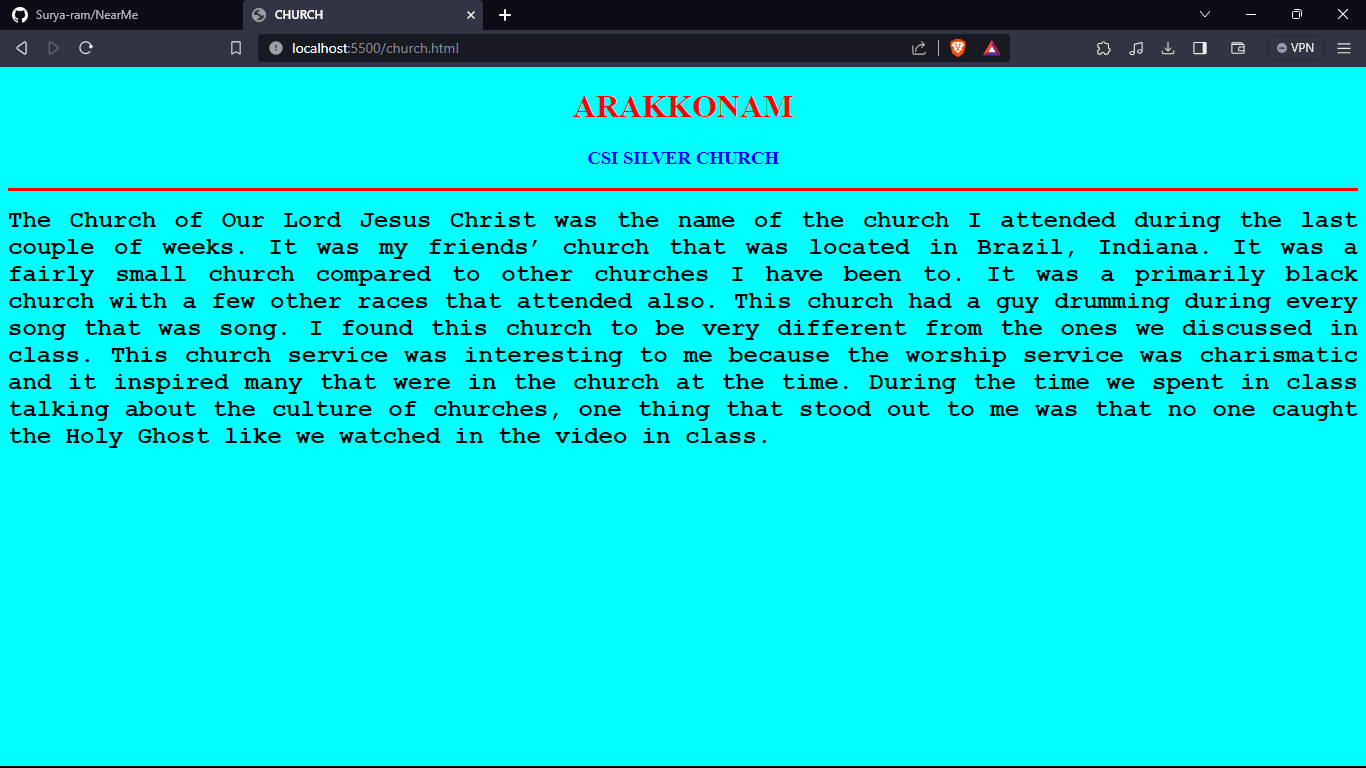 Surya-ram/NearMe
CHURCH
localhost:5500/church.html
VPN
ARAKKONAM
CSI SILVER CHURCH
The Church of Our Lord Jesus Christ was the name of the church I attended during the last
couple of weeks. It was my friends’ church that was located in Brazil, Indiana. It was a
fairly small church compared to other churches I have been to. It was a primarily black
church with a few other races that attended also. This church had a guy drumming during every
song that was song. I found this church to be very different from the ones we discussed in
class. This church service was interesting to me because the worship service was charismatic
and it inspired many that were in the church at the time. During the time we spent in class
talking about the culture of churches, one thing that stood out to me was that no one caught
the Holy Ghost like we watched in the video in class.